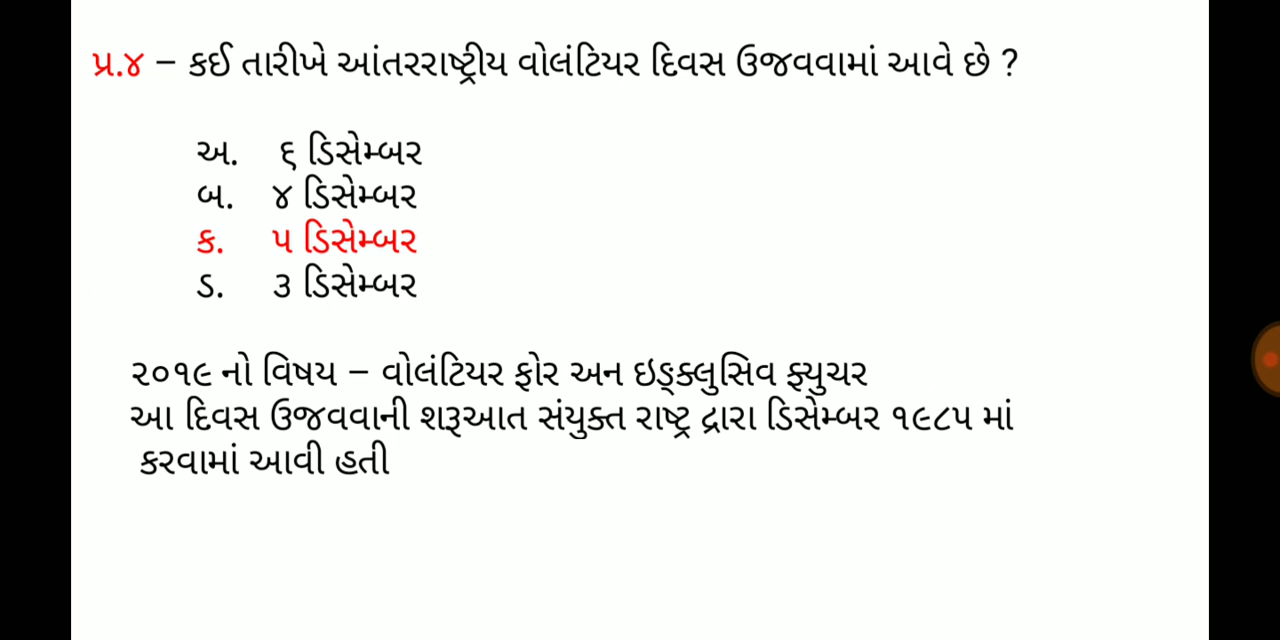 પ્ર.૪ – કઈ તારીખે આંતરરાષ્ટ્રીય વોલંટિયર દિવસ ઉજવવામાં આવે છે ?
અ. ૬ ડિસેમ્બર
બ. ૪ ડિસેમ્બર
ક. ૫ ડિસેમ્બર
ડ. ૩ ડિસેમ્બર
૨૦૧૯ નો વિષય – વોલંટિયર ફોર અન ઇઙ્ક્લુસિવ ફ્યુચર
આ દિવસ ઉજવવાની શરૂઆત સંયુક્ત રાષ્ટ્ર દ્વારા ડિસેમ્બર ૧૯૮૫ માં
કરવામાં આવી હતી